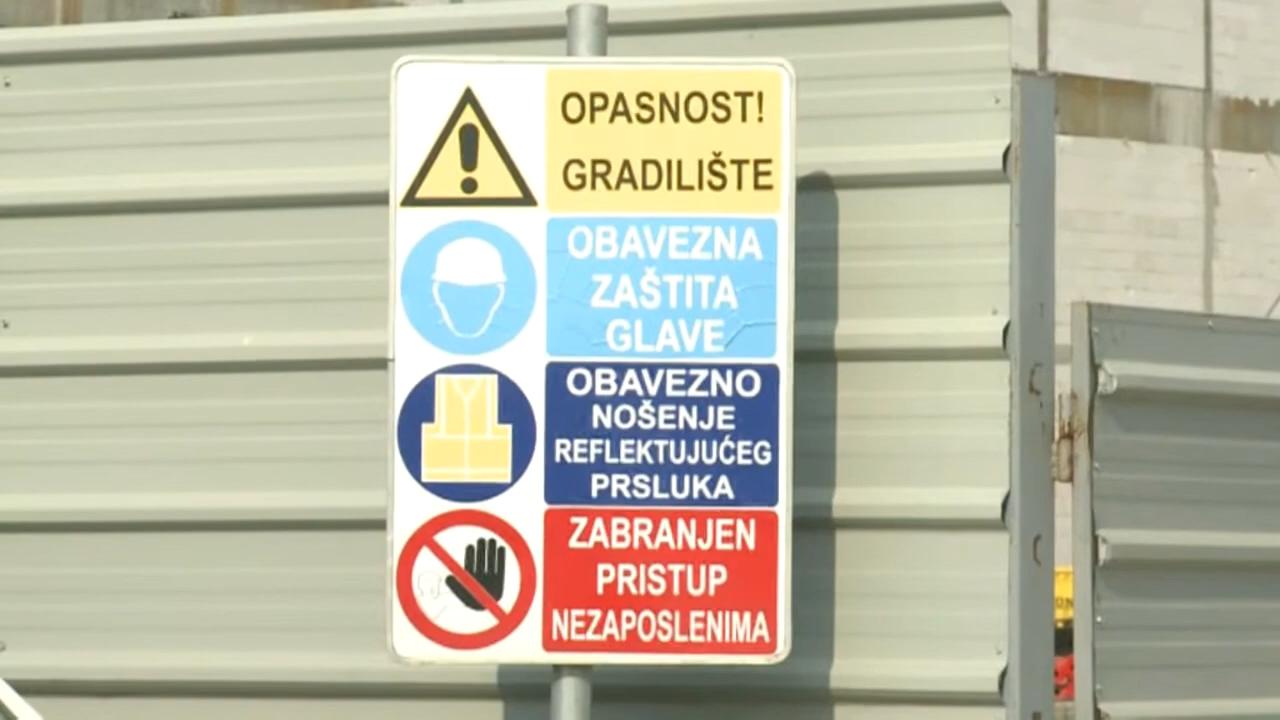 OPASNOST!
GRADILIŠTE
OBAVEZNA
ZAŠTITA
GLAVE
OBAVEZNO
NOŠENJE
REFLEKTUJUĆEG
PRSLUKA
ZABRANJEN
PRISTUP
NEZAPOSLENIMA